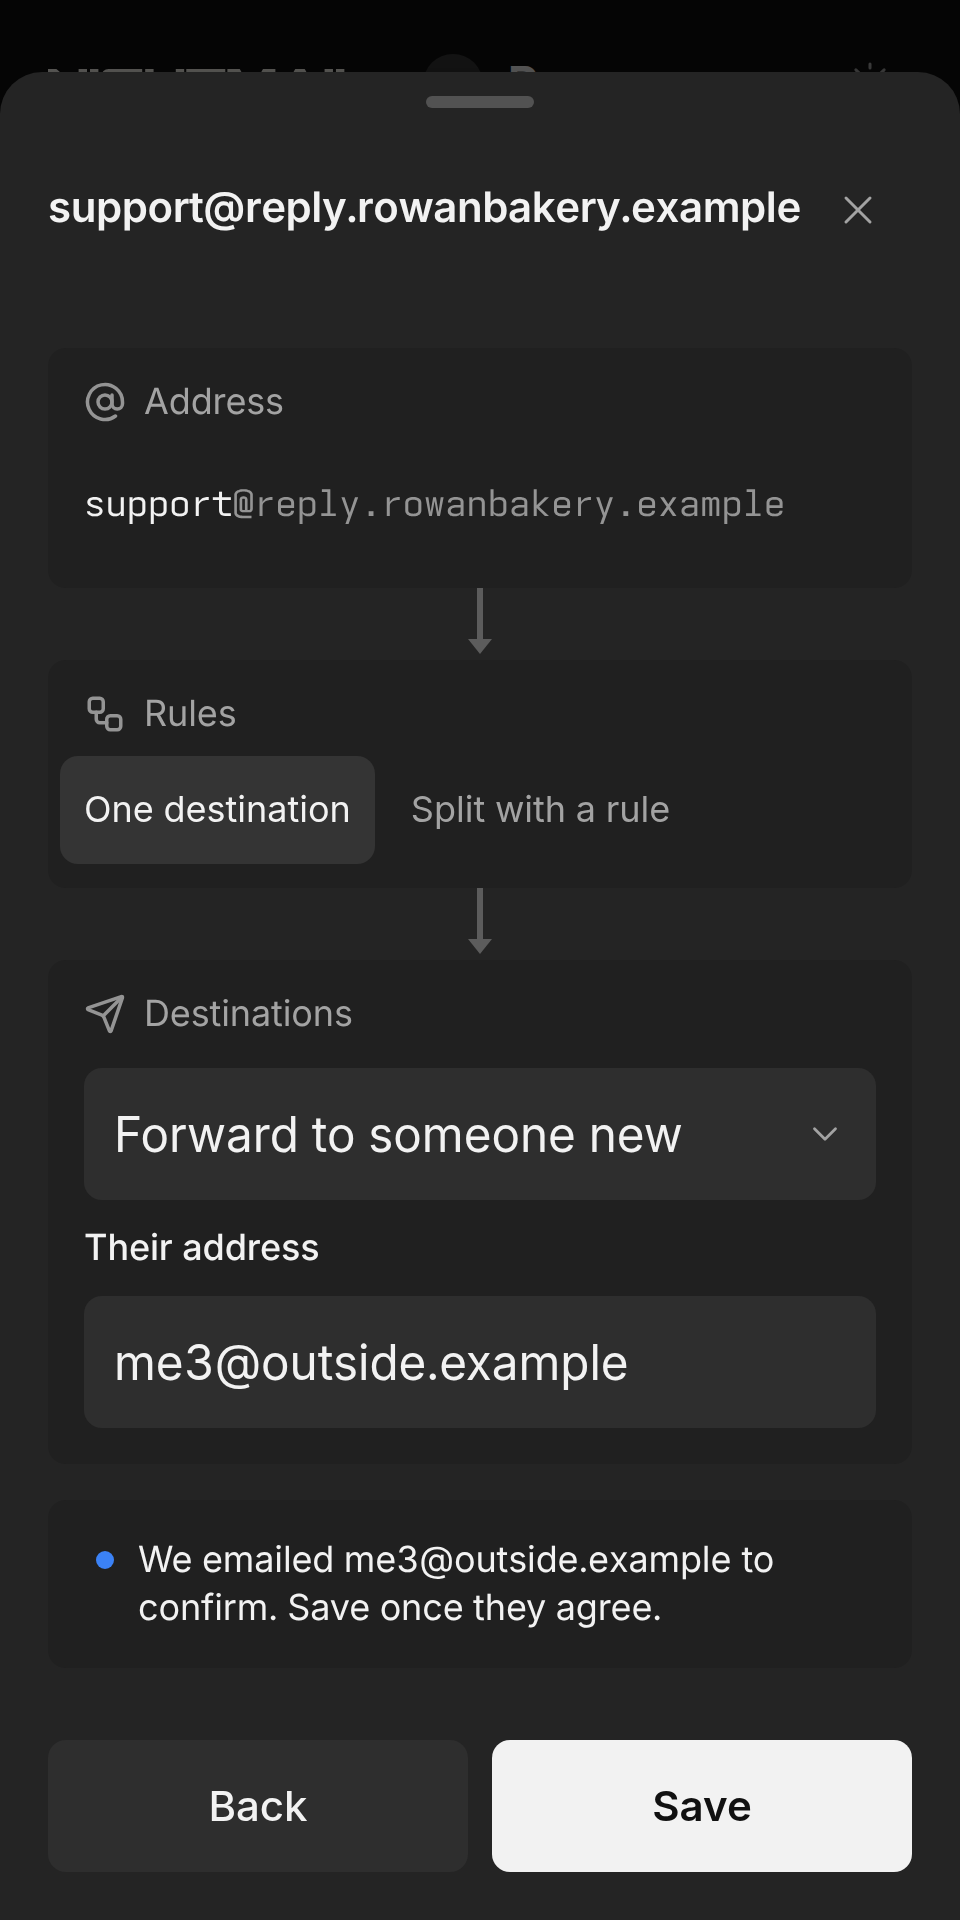 support@reply.rowanbakery.example
Address
support@reply.rowanbakery.example
Rules
One destination
Split with a rule
Destinations
Forward to someone new
Their address
me3@outside.example
We emailed me3@outside.example to
confirm. Save once they agree.
Back
Save